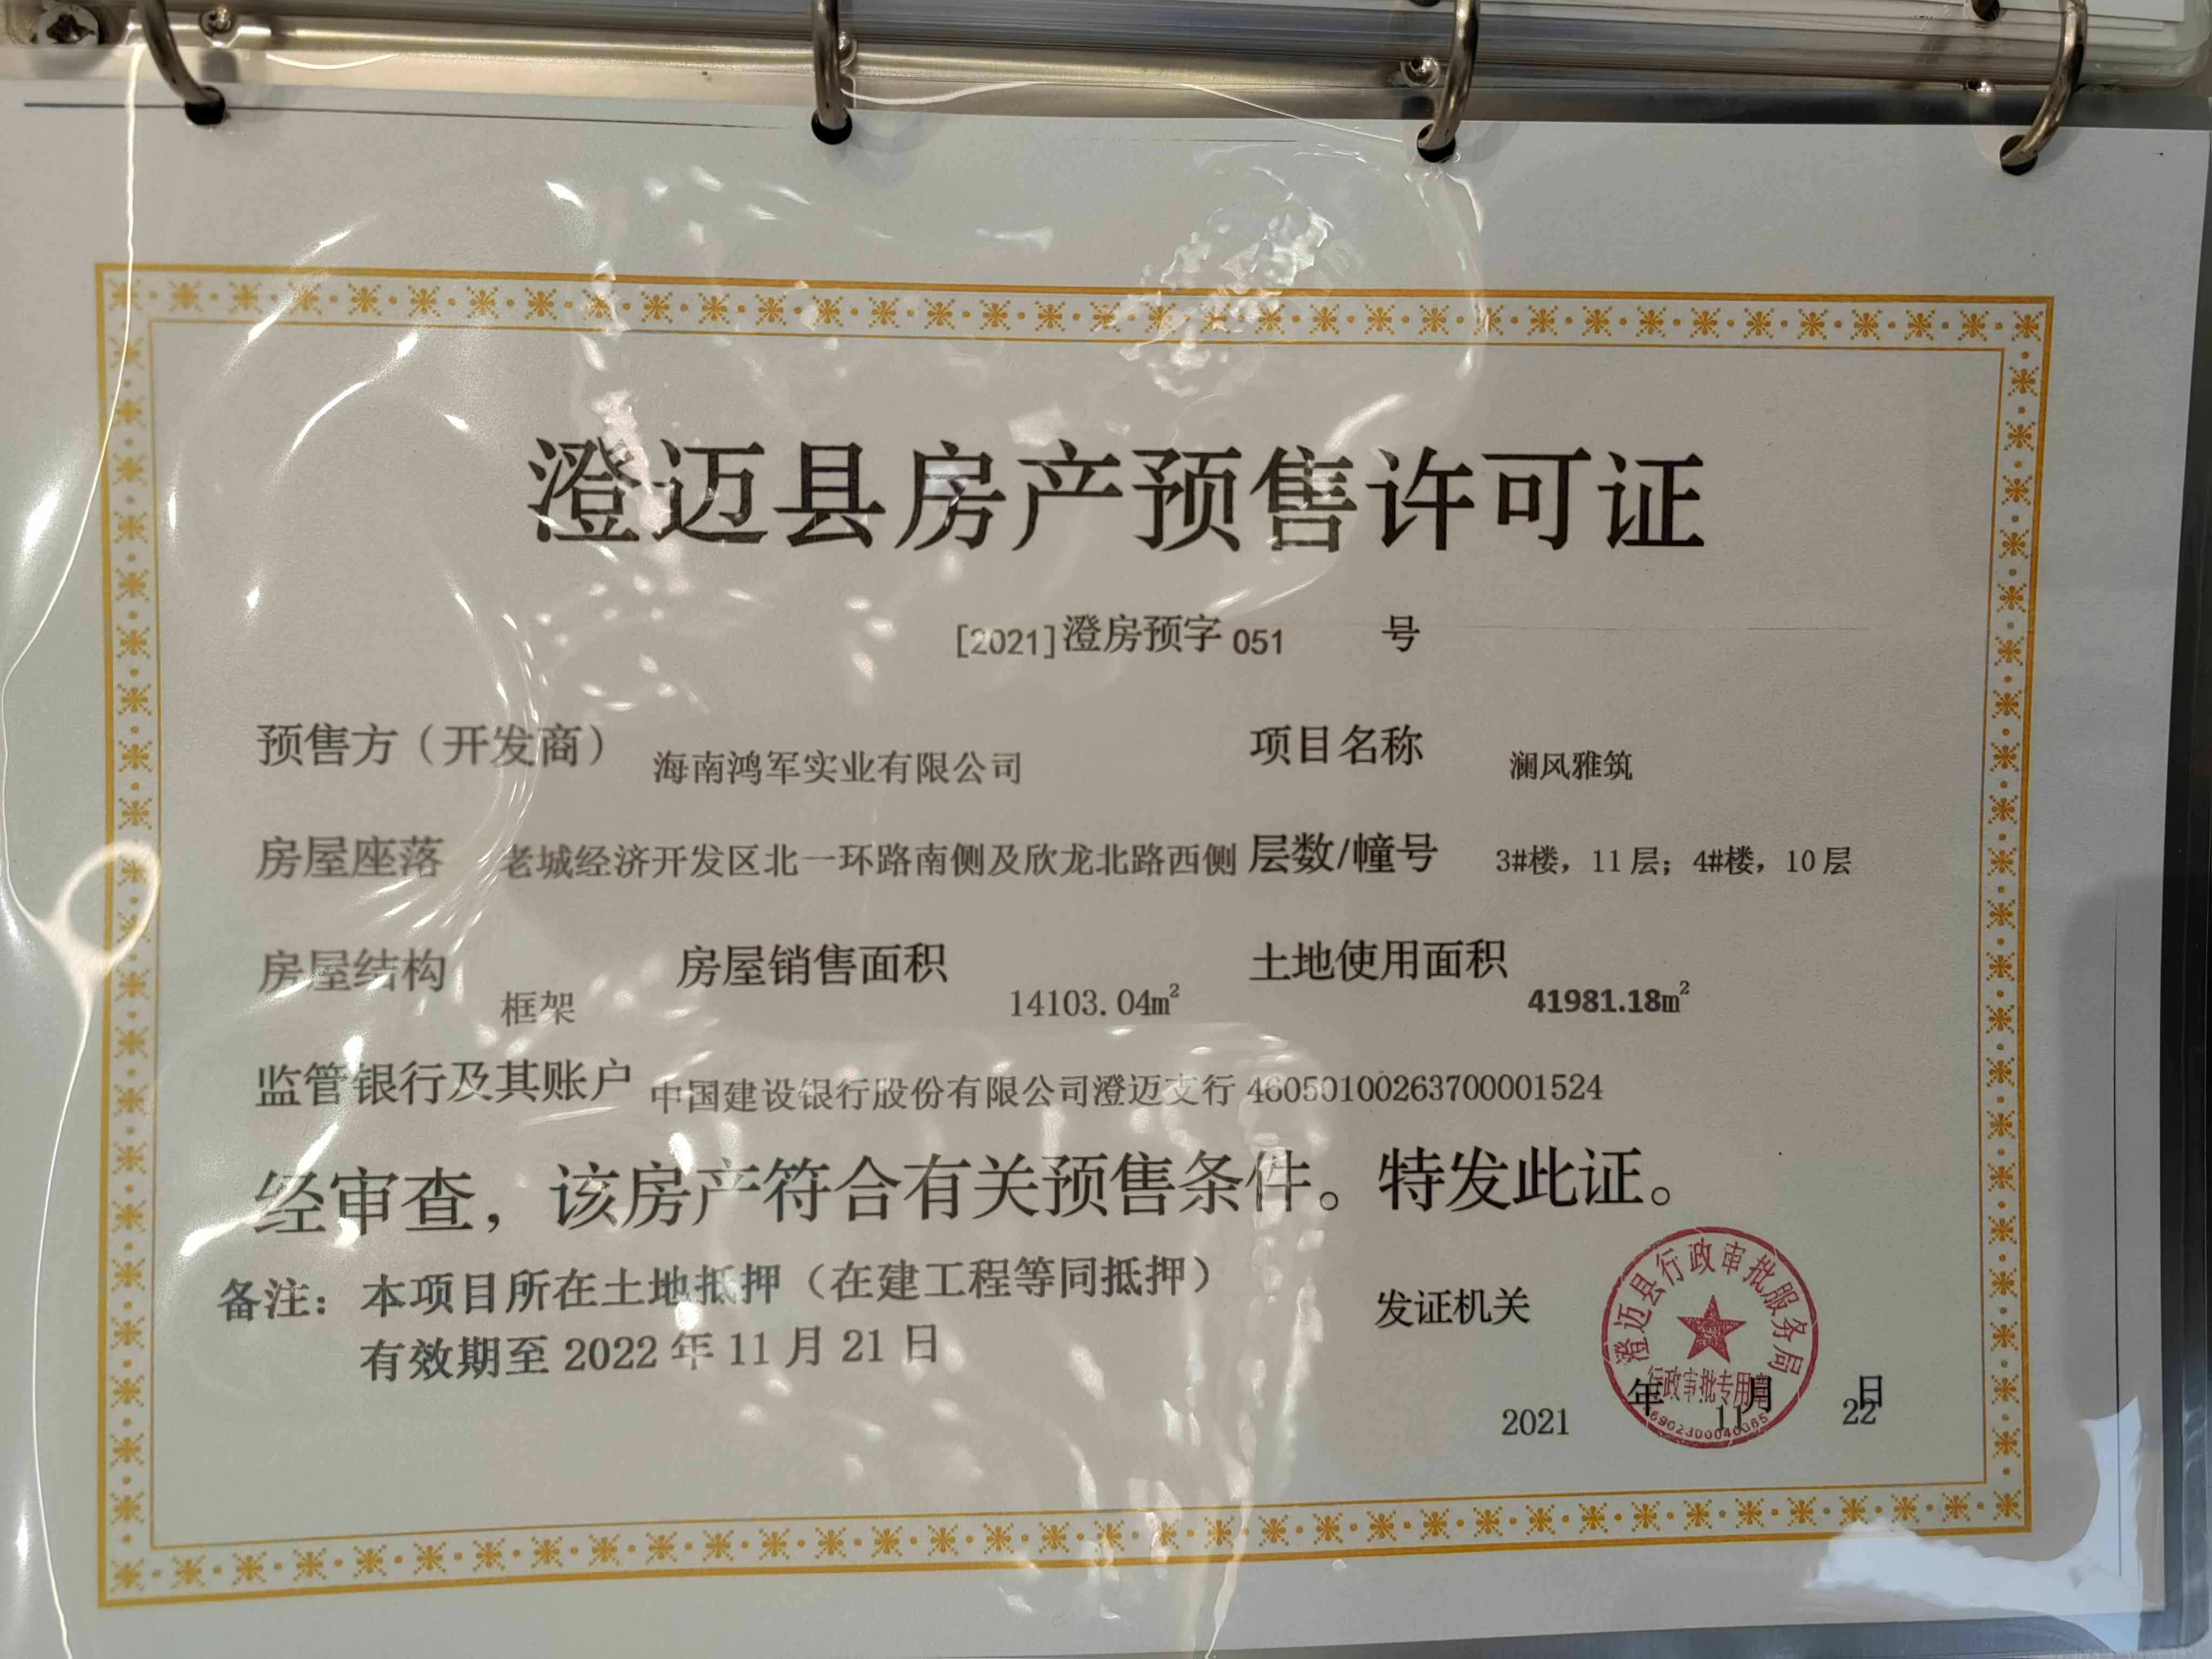 澄迈县房产预售许可证
[2021]澄房预字 051 号
预售方（开发商） 海南鸿军实业有限公司 项目名称 澜风雅筑
房屋座落 老城经济开发区北一环路南侧及欣龙北路西侧 层数/幢号 3#楼，11层；4#楼，10层
房屋结构 框架 房屋销售面积 14103.04㎡ 土地使用面积 41981.18㎡
监管银行及其账户 中国建设银行股份有限公司澄迈支行 46050100263700001524
经审查，该房产符合有关预售条件。特发此证。
备注：本项目所在土地抵押（在建工程等同抵押）
有效期至 2022 年 11 月 21 日
发证机关
澄迈县行政审批服务局
行政审批专用章
2021 年 11 月 22 日